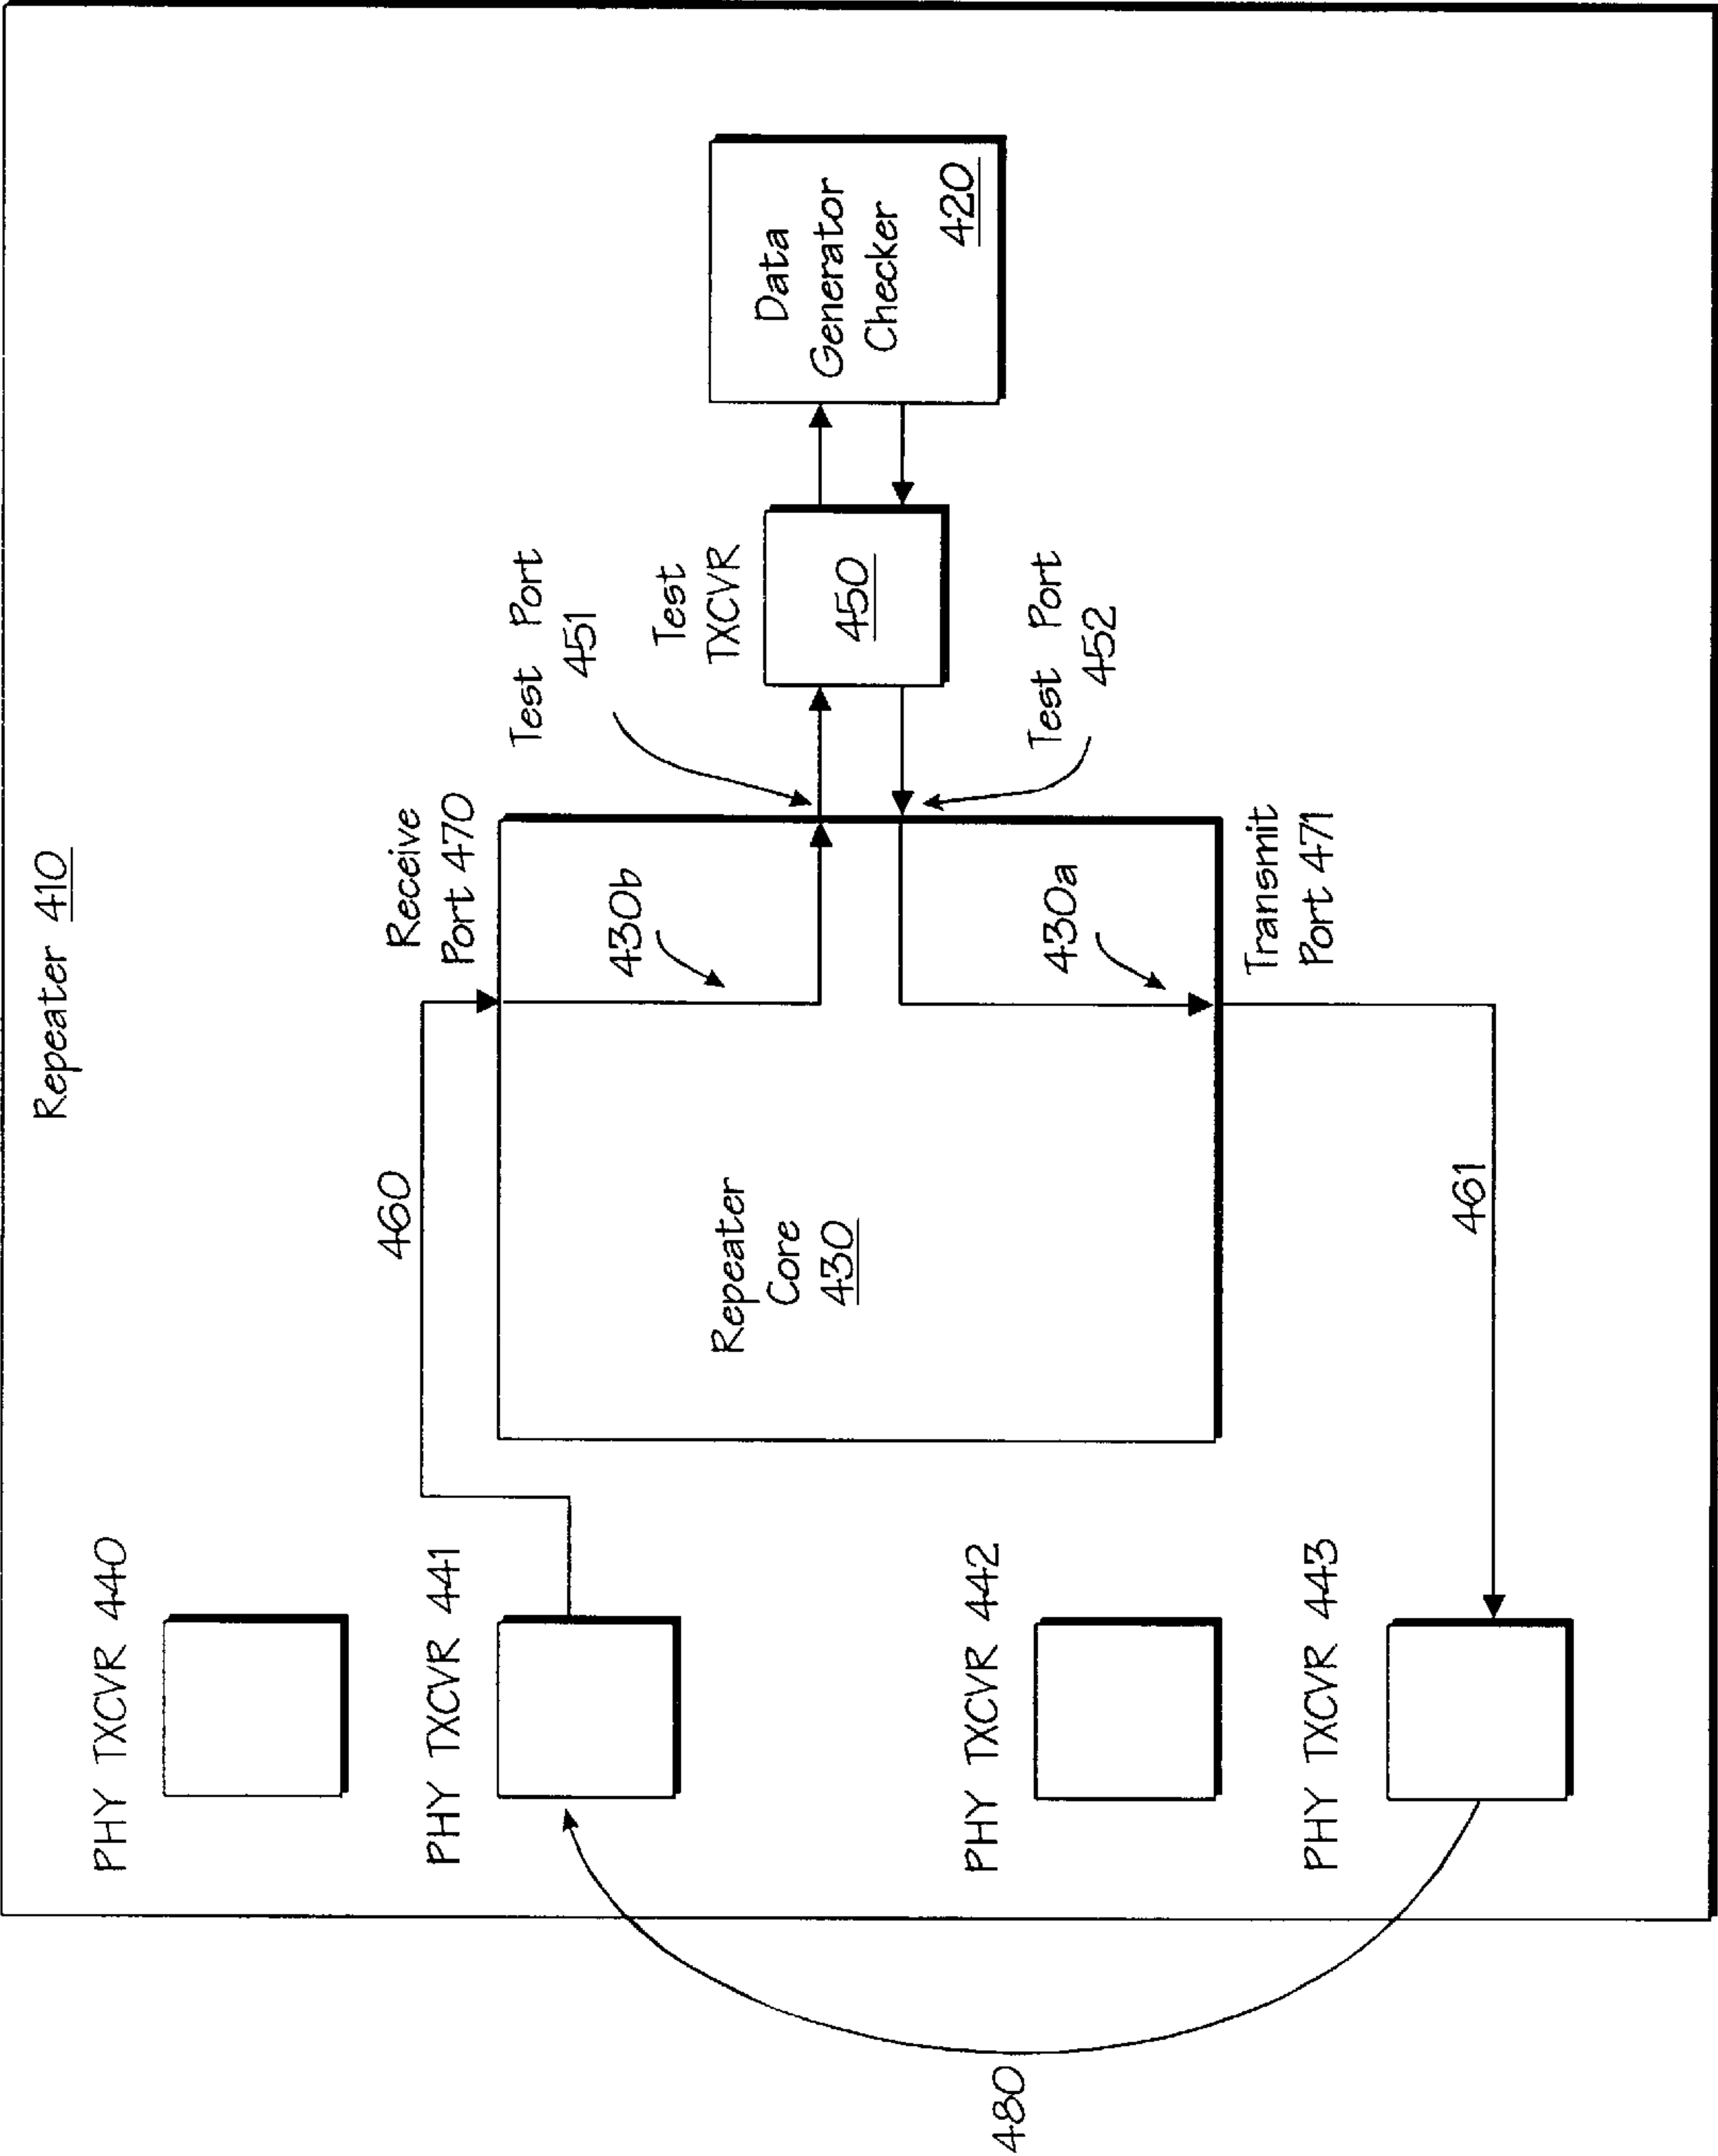 Repeater 410
PHY TXCVR 440
PHY TXCVR 441
PHY TXCVR 442
PHY TXCVR 443
460
Receive
Port 470
Repeater
Core
430
430b
430a
Transmit
Port 471
461
480
Test Port
451
Test
TXCVR
450
Test Port
452
Data
Generator
Checker
420